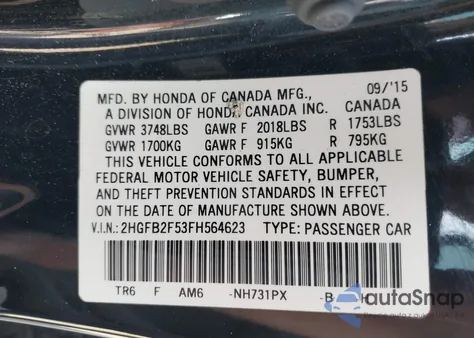 MFD. BY HONDA OF CANADA MFG., 09/'15
A DIVISION OF HONDA CANADA INC. CANADA
GVWR 3748LBS GAWR F 2018LBS R 1753LBS
GVWR 1700KG GAWR F 915KG R 795KG
THIS VEHICLE CONFORMS TO ALL APPLICABLE
FEDERAL MOTOR VEHICLE SAFETY, BUMPER,
AND THEFT PREVENTION STANDARDS IN EFFECT
ON THE DATE OF MANUFACTURE SHOWN ABOVE.
V.I.N.: 2HGFB2F53FH564623 TYPE: PASSENGER CAR
TR6 F AM6 -NH731PX -B
autoSnap